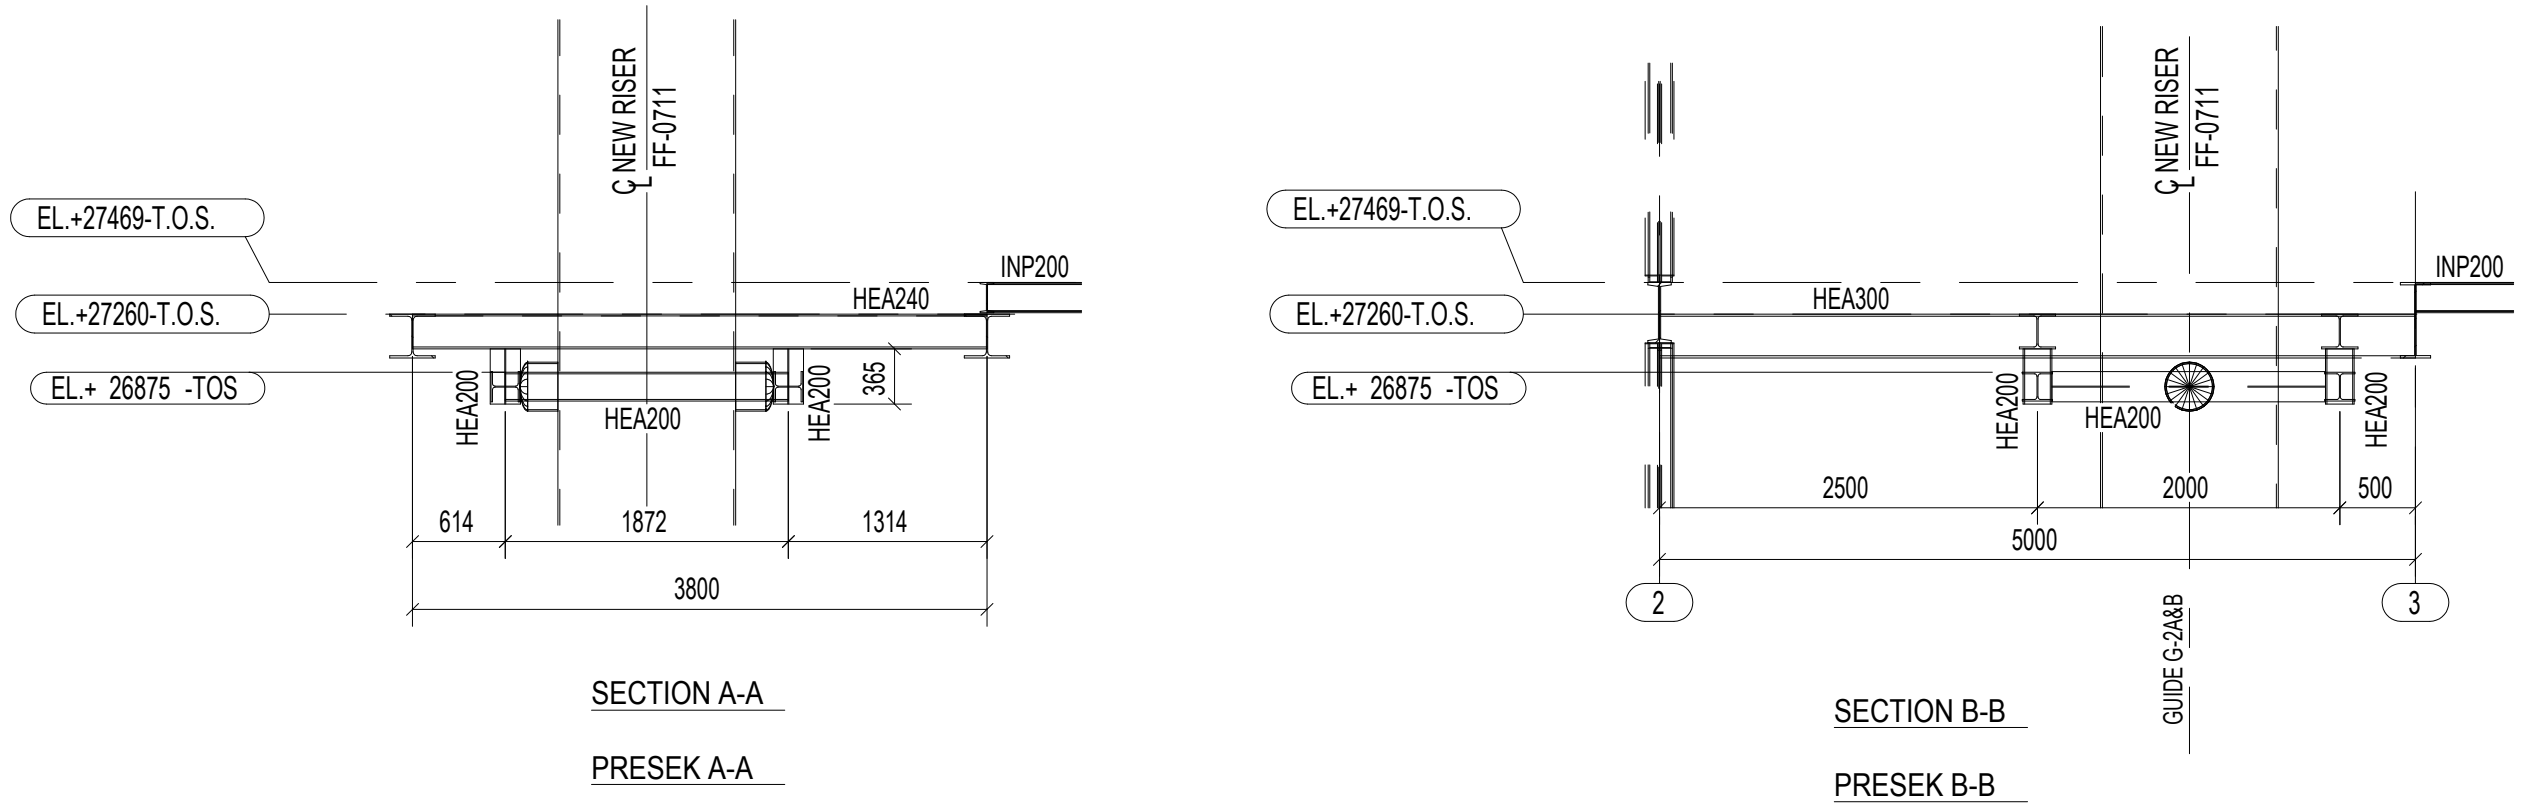 ℄ NEW RISER
FF-0711
EL.+27469-T.O.S.
INP200
HEA240
EL.+27260-T.O.S.
EL.+ 26875 -TOS
HEA200
HEA200
HEA200
365
614
1872
1314
3800
SECTION A-A
PRESEK A-A
℄ NEW RISER
FF-0711
EL.+27469-T.O.S.
INP200
HEA300
EL.+27260-T.O.S.
EL.+ 26875 -TOS
HEA200
HEA200
HEA200
2500
2000
500
5000
2
3
GUIDE G-2A&B
SECTION B-B
PRESEK B-B